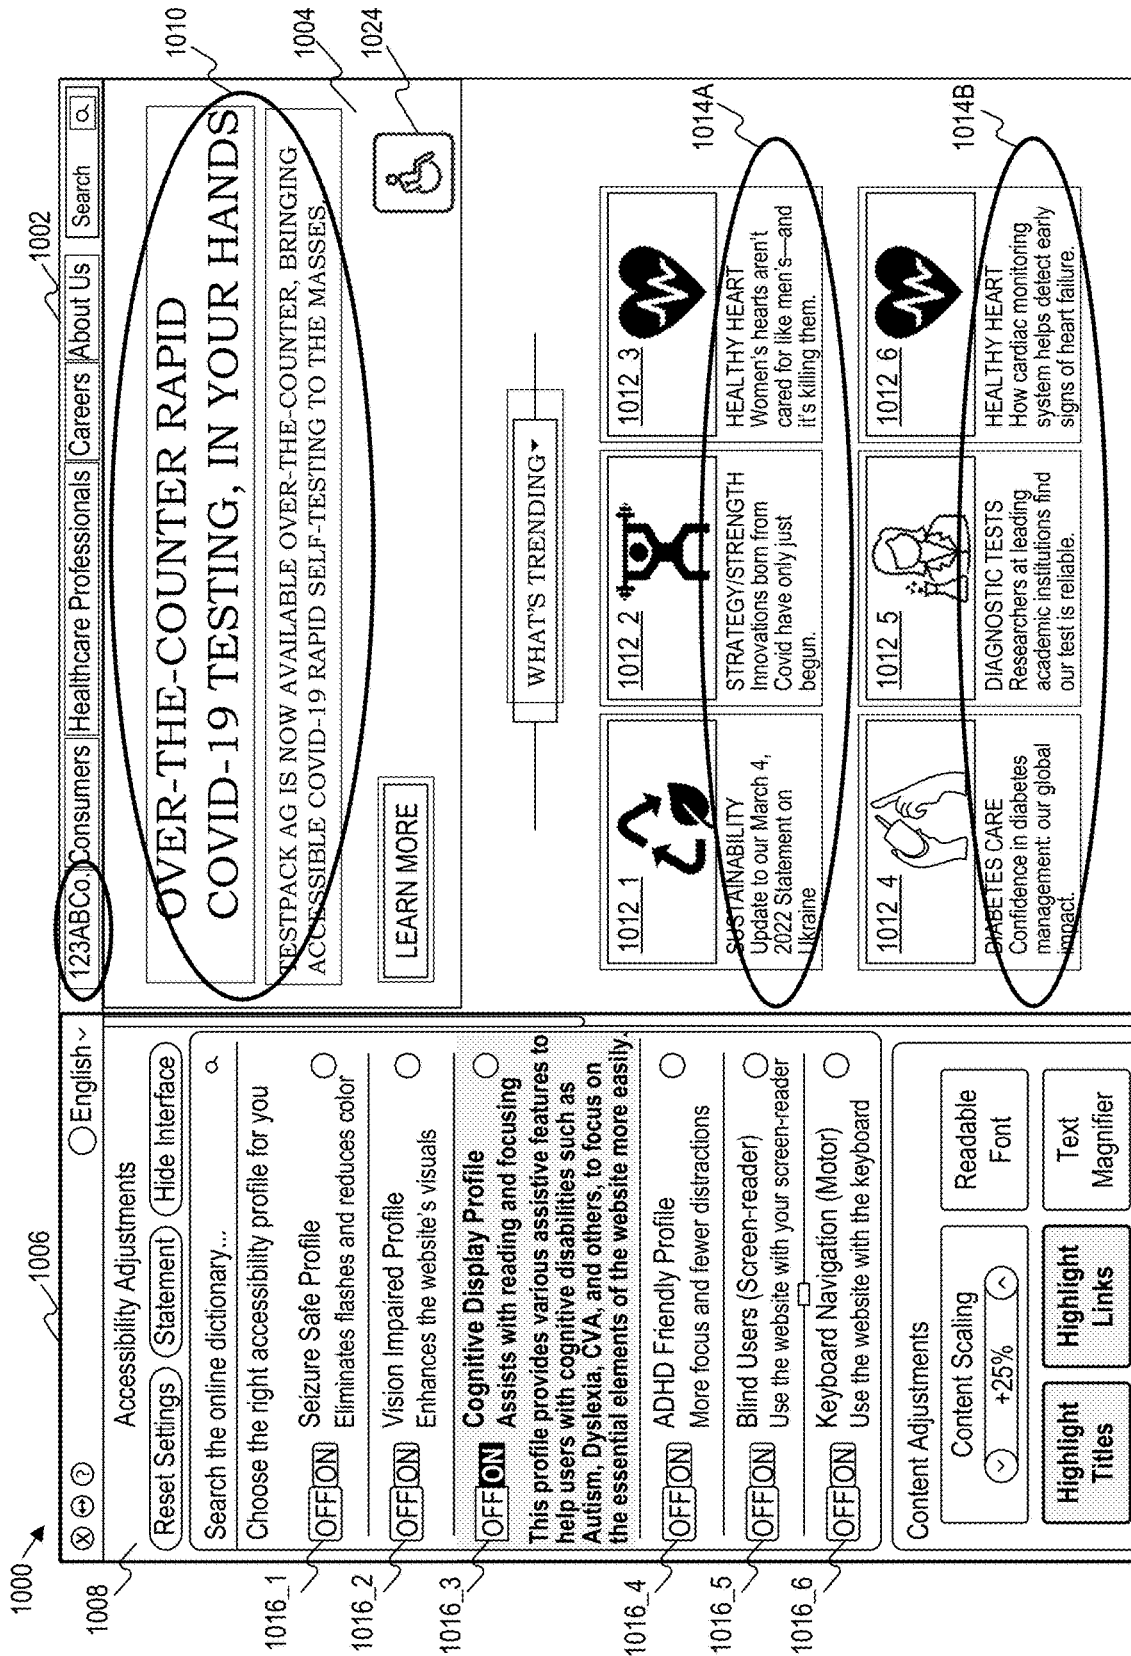 1000
1006
1002
1008
1010
1004
1024
English
Accessibility Adjustments
Reset Settings
Statement
Hide Interface
Search the online dictionary...
Choose the right accessibility profile for you
1016_1
OFF ON
Seizure Safe Profile
Eliminates flashes and reduces color
1016_2
OFF ON
Vision Impaired Profile
Enhances the website's visuals
1016_3
OFF ON
Cognitive Display Profile
Assists with reading and focusing
This profile provides various assistive features to
help users with cognitive disabilities such as
Autism, Dyslexia, CVA, and others, to focus on
the essential elements of the website more easily.
1016_4
OFF ON
ADHD Friendly Profile
More focus and fewer distractions
1016_5
OFF ON
Blind Users (Screen-reader)
Use the website with your screen-reader
1016_6
OFF ON
Keyboard Navigation (Motor)
Use the website with the keyboard
Content Adjustments
Content Scaling
+25%
Readable
Font
Highlight
Titles
Highlight
Links
Text
Magnifier
123ABCo.
Consumers
Healthcare Professionals
Careers
About Us
Search
OVER-THE-COUNTER RAPID
COVID-19 TESTING, IN YOUR HANDS
TESTPACK AG IS NOW AVAILABLE OVER-THE-COUNTER, BRINGING
ACCESSIBLE COVID-19 RAPID SELF-TESTING TO THE MASSES.
LEARN MORE
WHAT'S TRENDING
1012_1
SUSTAINABILITY
Update to our March 4,
2022 Statement on
Ukraine
1012_2
STRATEGY/STRENGTH
Innovations born from
Covid have only just
begun.
1012_3
HEALTHY HEART
Women's hearts aren't
cared for like men's—and
it's killing them.
1014A
1012_4
DIABETES CARE
Confidence in diabetes
management: our global
impact.
1012_5
DIAGNOSTIC TESTS
Researchers at leading
academic institutions find
our test is reliable.
1012_6
HEALTHY HEART
How cardiac monitoring
system helps detect early
signs of heart failure.
1014B